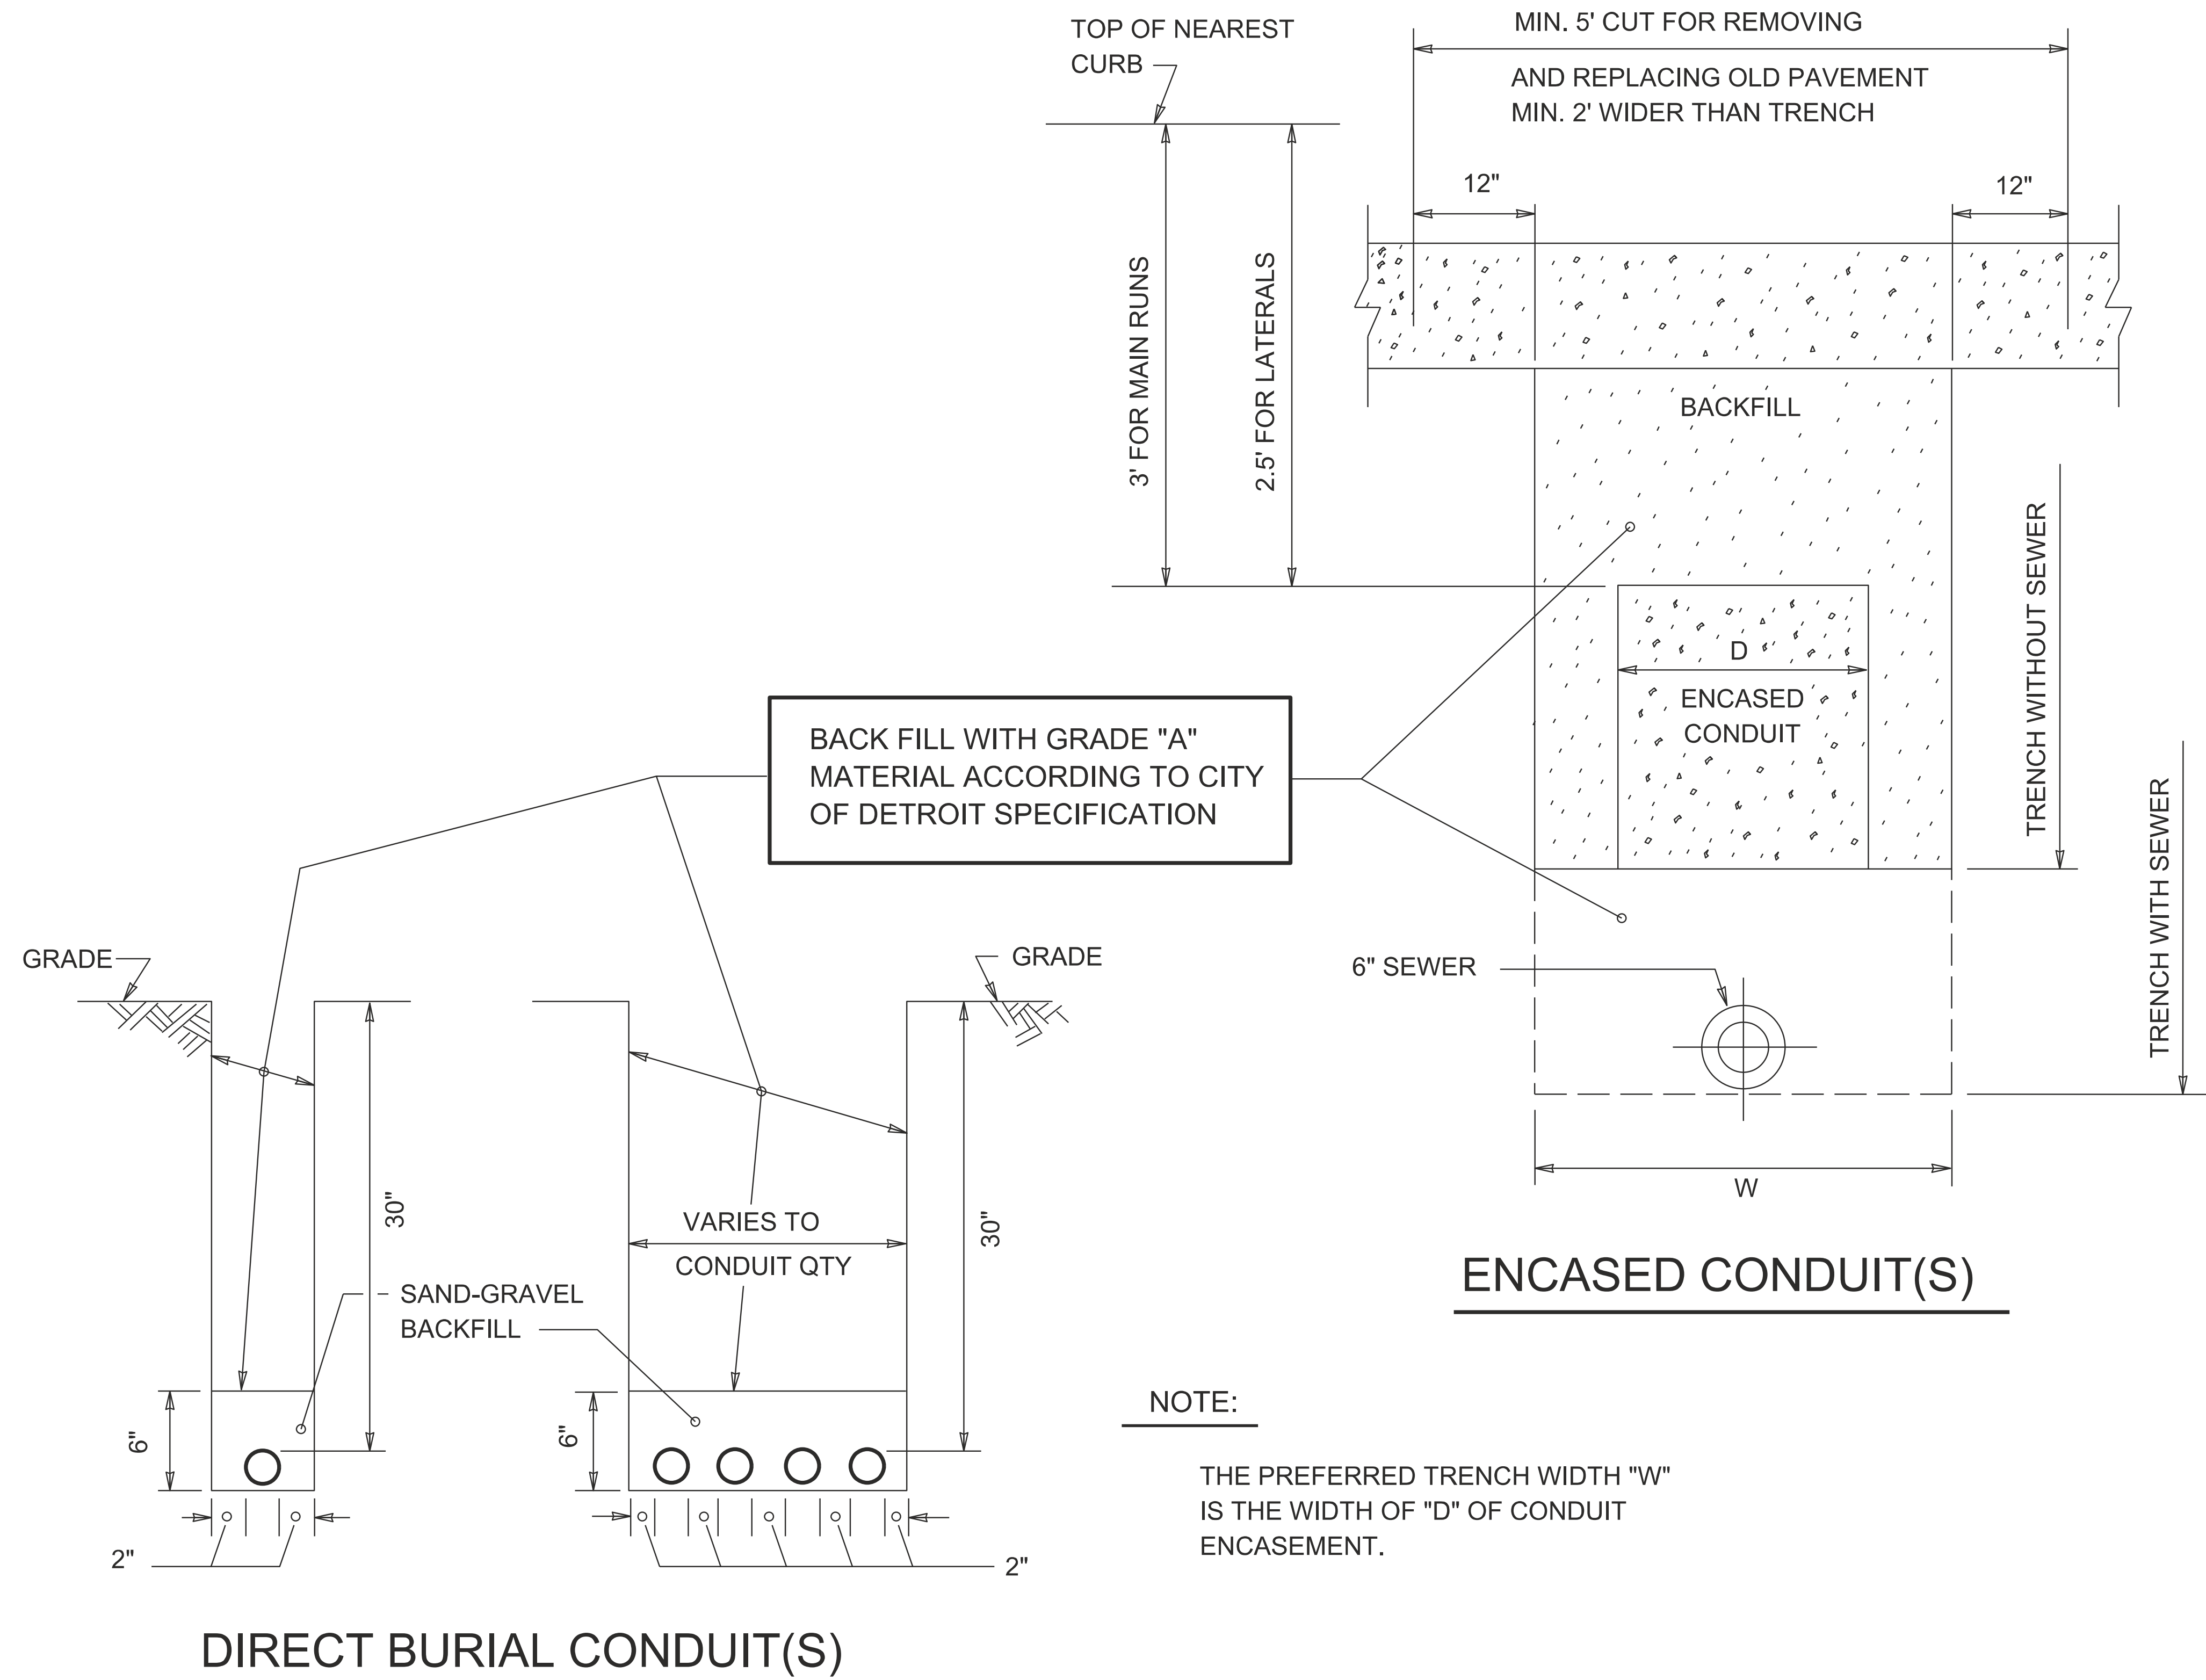 TOP OF NEAREST
CURB
MIN. 5' CUT FOR REMOVING
AND REPLACING OLD PAVEMENT
MIN. 2' WIDER THAN TRENCH
12"
12"
3' FOR MAIN RUNS
2.5' FOR LATERALS
BACKFILL
TRENCH WITHOUT SEWER
D
ENCASED
CONDUIT
BACK FILL WITH GRADE "A"
MATERIAL ACCORDING TO CITY
OF DETROIT SPECIFICATION
TRENCH WITH SEWER
6" SEWER
W
ENCASED CONDUIT(S)
GRADE
GRADE
30"
30"
VARIES TO
CONDUIT QTY
SAND-GRAVEL
BACKFILL
6"
6"
2"
2"
DIRECT BURIAL CONDUIT(S)
NOTE:
THE PREFERRED TRENCH WIDTH "W"
IS THE WIDTH OF "D" OF CONDUIT
ENCASEMENT.